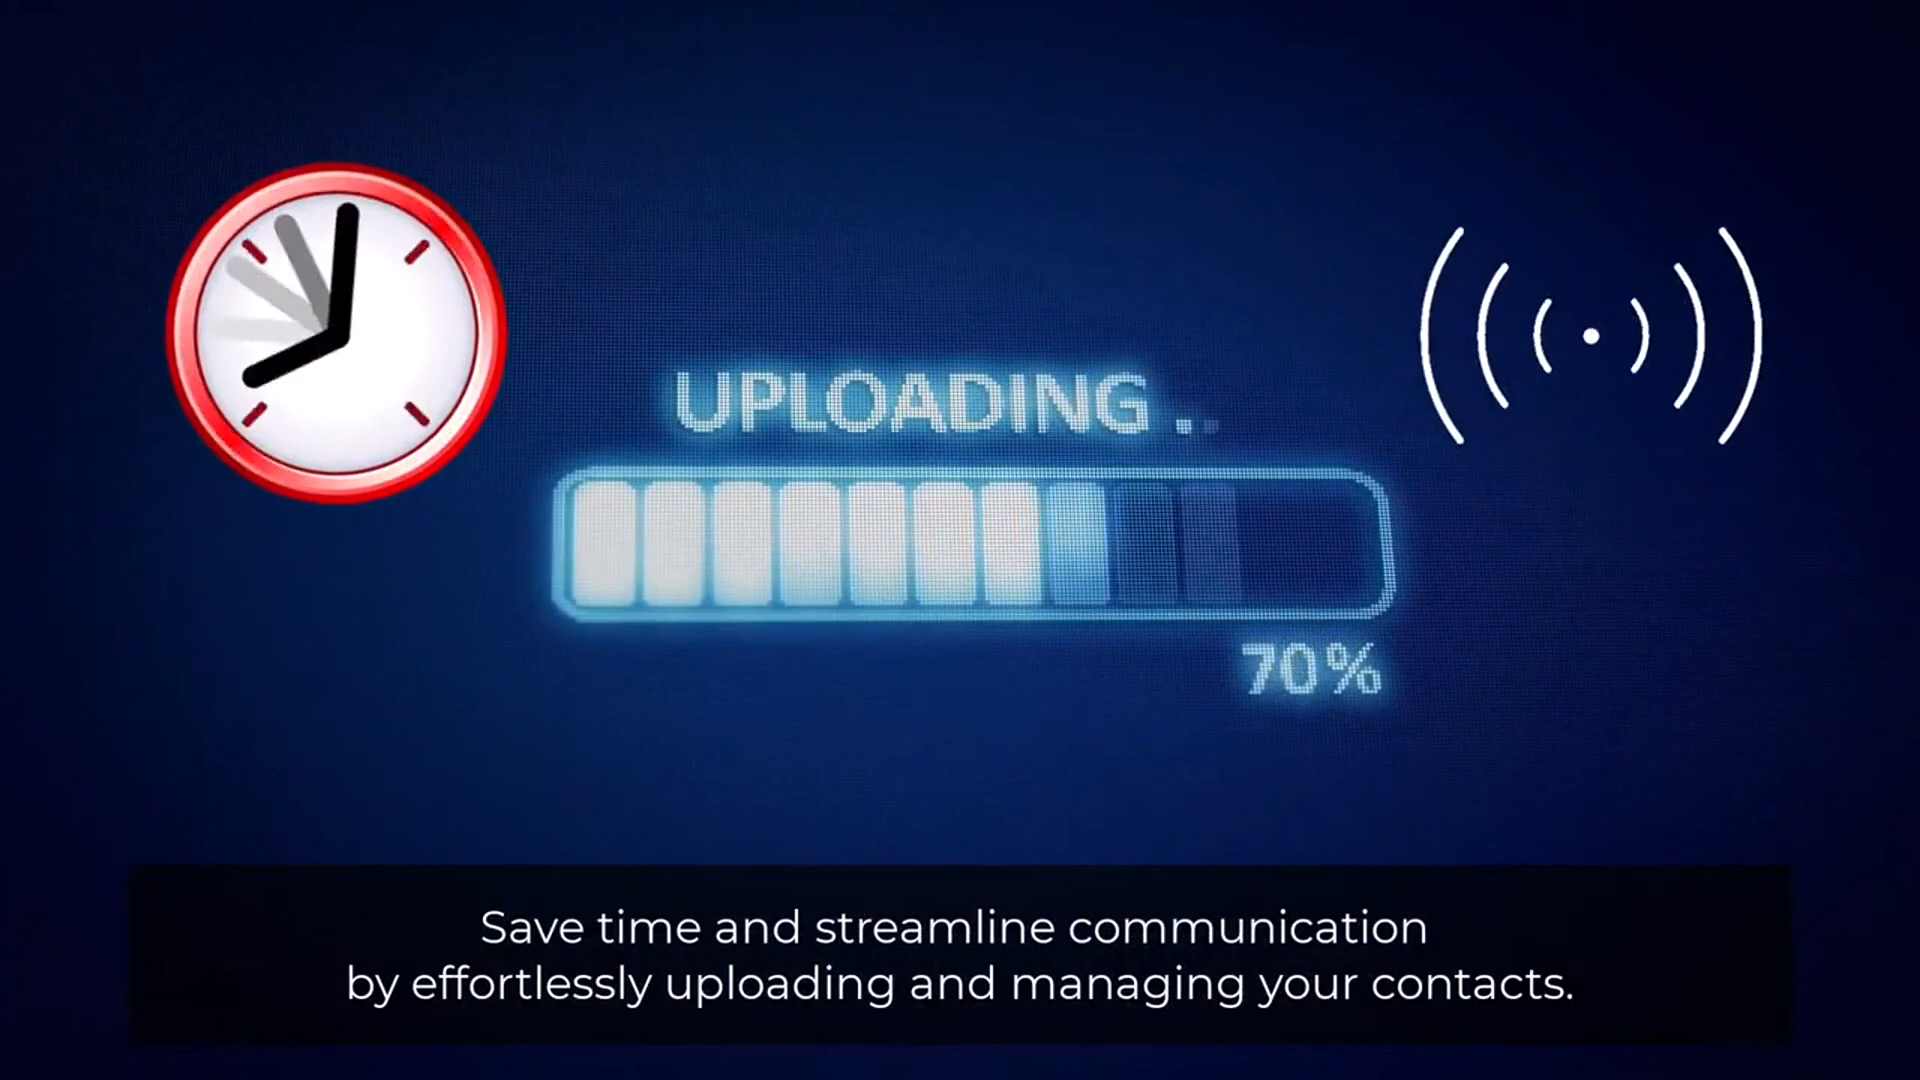 UPLOADING ..
70%
Save time and streamline communication
by effortlessly uploading and managing your contacts.